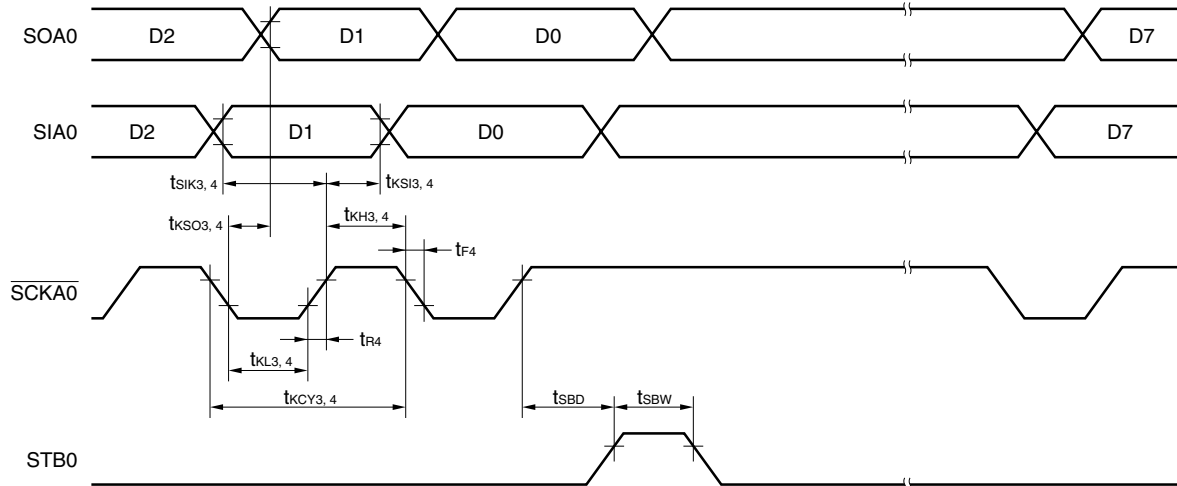 SOA0 D2 D1 D0 D7
SIA0 D2 D1 D0 D7
tSIK3, 4 tKSI3, 4
tKSO3, 4 tKH3, 4
tF4
SCKA0
tR4
tKL3, 4
tKCY3, 4 tSBD tSBW
STB0